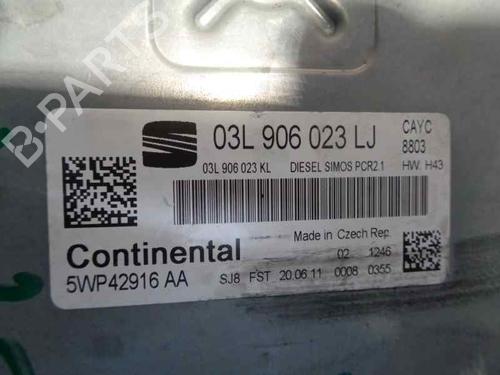 03L 906 023 LJ
CAYC
8803
03L 906 023 KL DIESEL SIMOS PCR2.1 HW. H43
Continental
Made in Czech Rep
02 1246
5WP42916 AA
SJ8 FST 20.06.11 0008 0355
B-PARTS